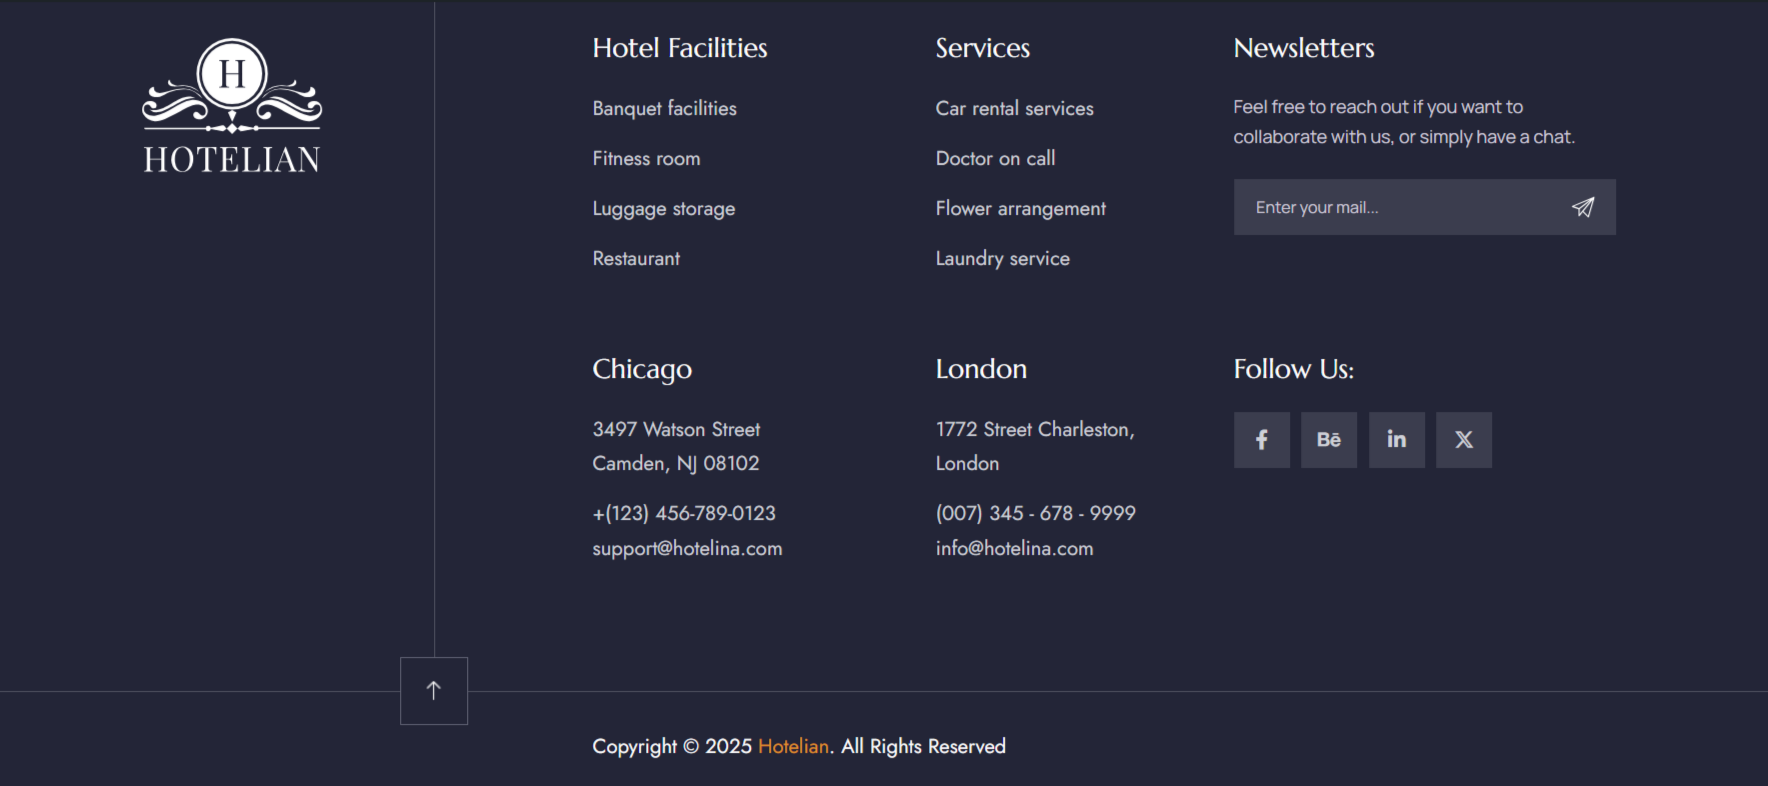 H
HOTELIAN
Hotel Facilities
Banquet facilities
Fitness room
Luggage storage
Restaurant
Services
Car rental services
Doctor on call
Flower arrangement
Laundry service
Newsletters
Feel free to reach out if you want to
collaborate with us, or simply have a chat.
Enter your mail...
Chicago
3497 Watson Street
Camden, NJ 08102
+(123) 456-789-0123
support@hotelina.com
London
1772 Street Charleston,
London
(007) 345 - 678 - 9999
info@hotelina.com
Follow Us:
f
Bē
in
X
Copyright © 2025 Hotelian. All Rights Reserved